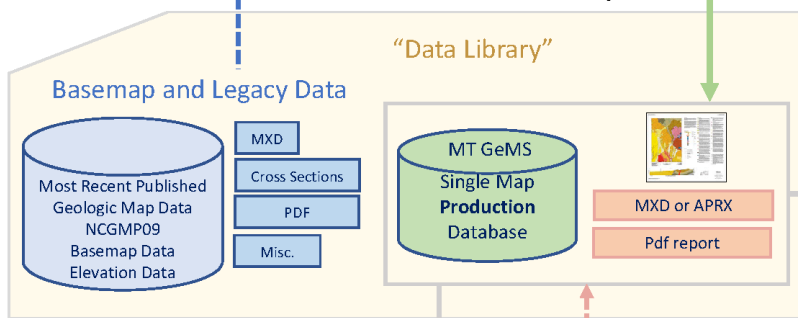 “Data Library”
Basemap and Legacy Data
Most Recent Published
Geologic Map Data
NCGMP09
Basemap Data
Elevation Data
MXD
Cross Sections
PDF
Misc.
MT GeMS
Single Map
Production
Database
MXD or APRX
Pdf report